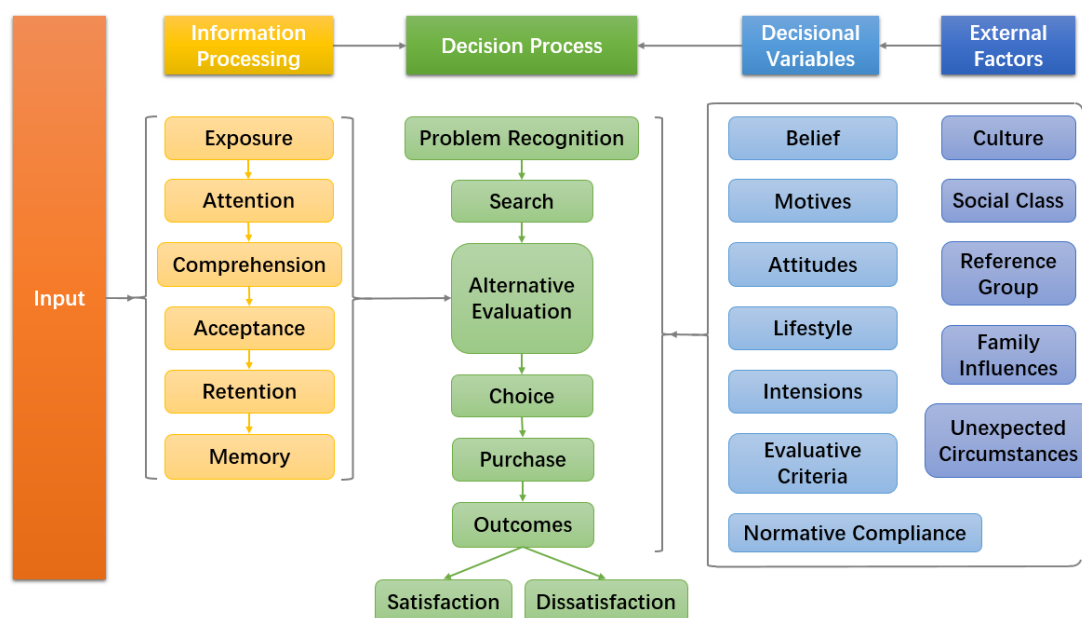 Information
Processing
Decision Process
Decisional
Variables
External
Factors
Input
Exposure
Attention
Comprehension
Acceptance
Retention
Memory
Problem Recognition
Search
Alternative
Evaluation
Choice
Purchase
Outcomes
Satisfaction
Dissatisfaction
Belief
Motives
Attitudes
Lifestyle
Intensions
Evaluative
Criteria
Normative Compliance
Culture
Social Class
Reference
Group
Family
Influences
Unexpected
Circumstances